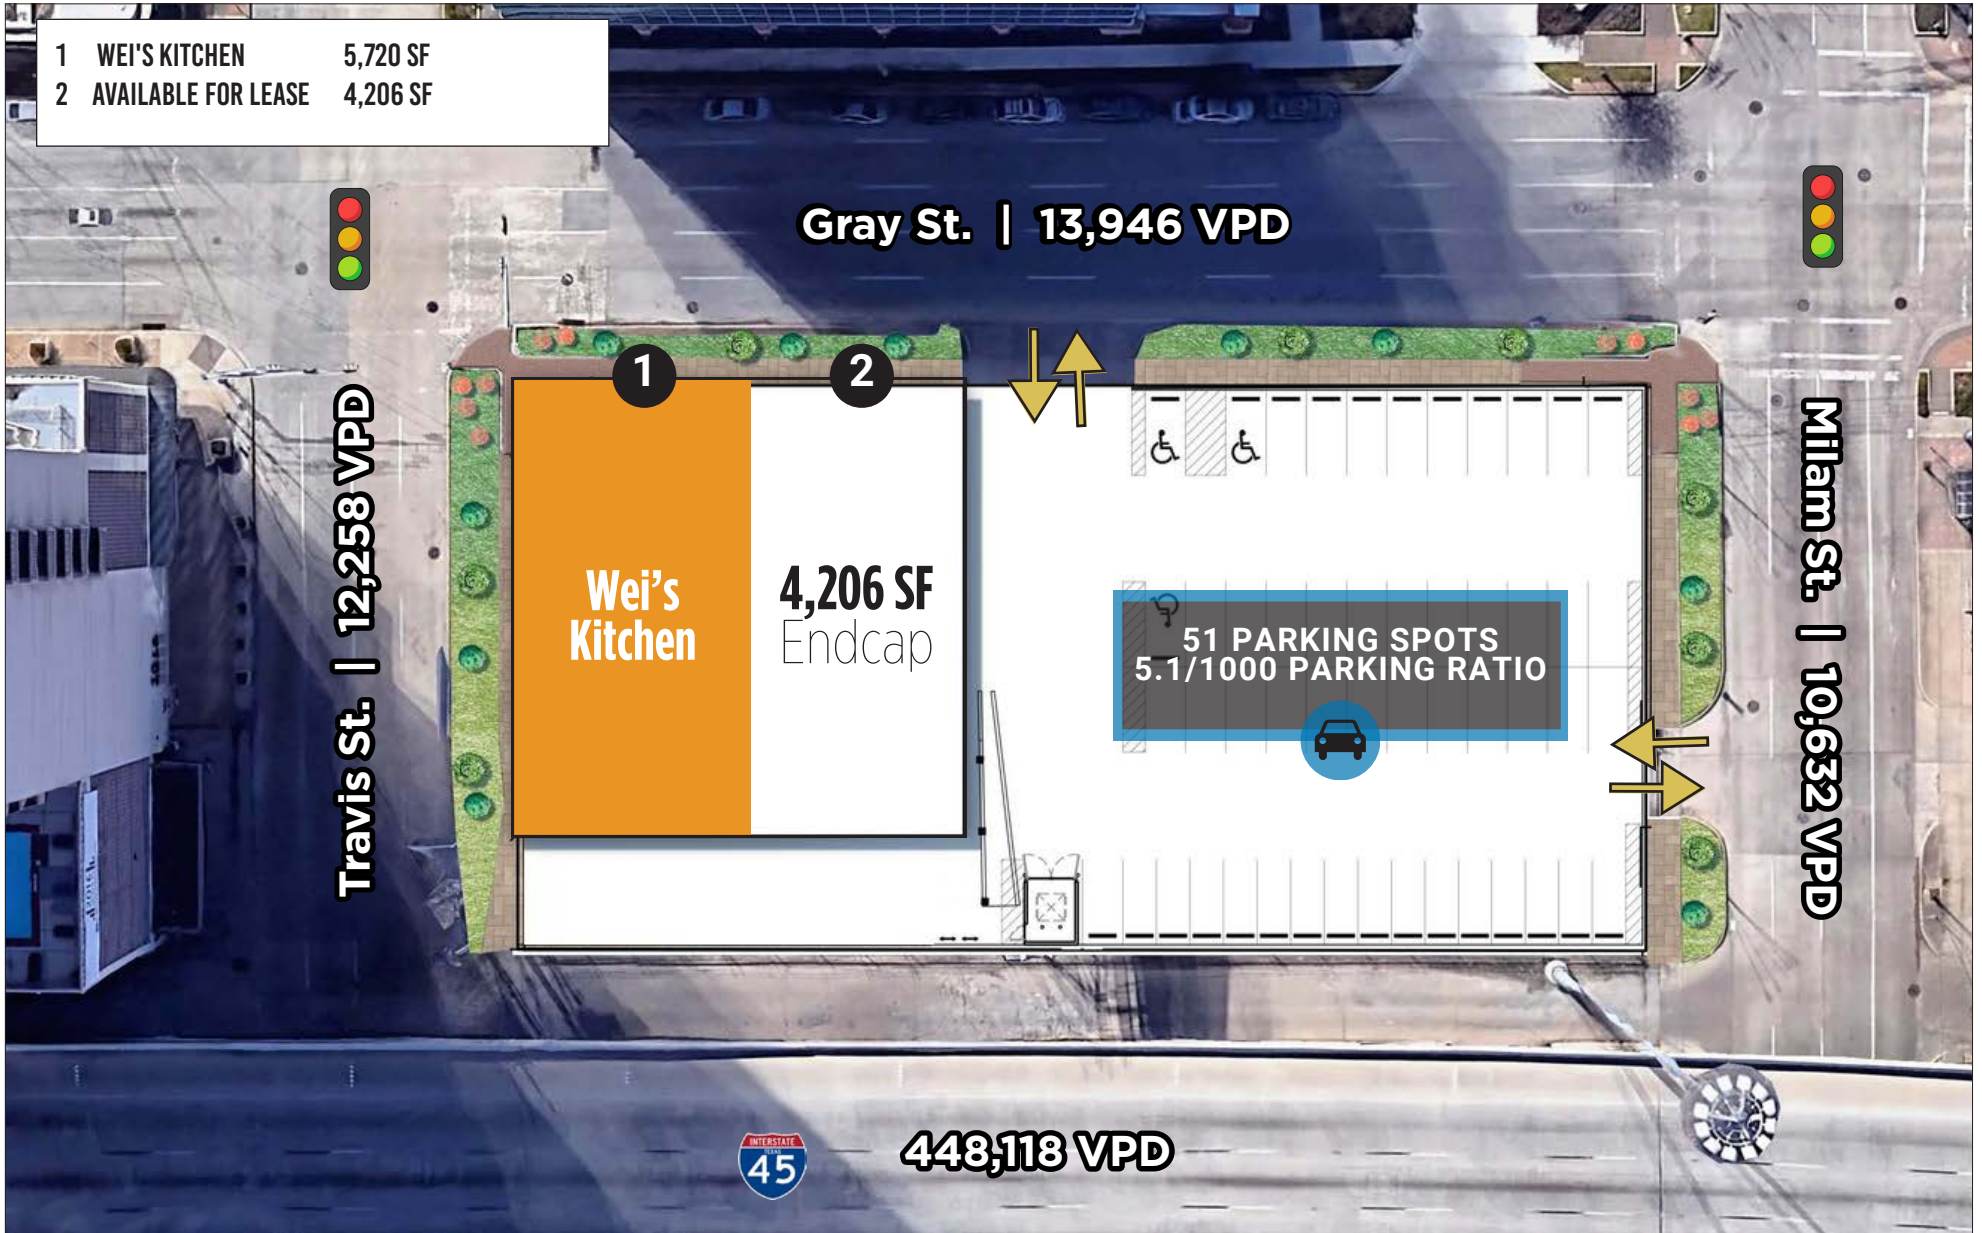 1 WEI'S KITCHEN 5,720 SF
2 AVAILABLE FOR LEASE 4,206 SF
Gray St. | 13,946 VPD
1
2
Travis St. | 12,258 VPD
Wei's
Kitchen
4,206 SF
Endcap
51 PARKING SPOTS
5.1/1000 PARKING RATIO
Milam St. | 10,632 VPD
INTERSTATE
TEXAS
45
448,118 VPD